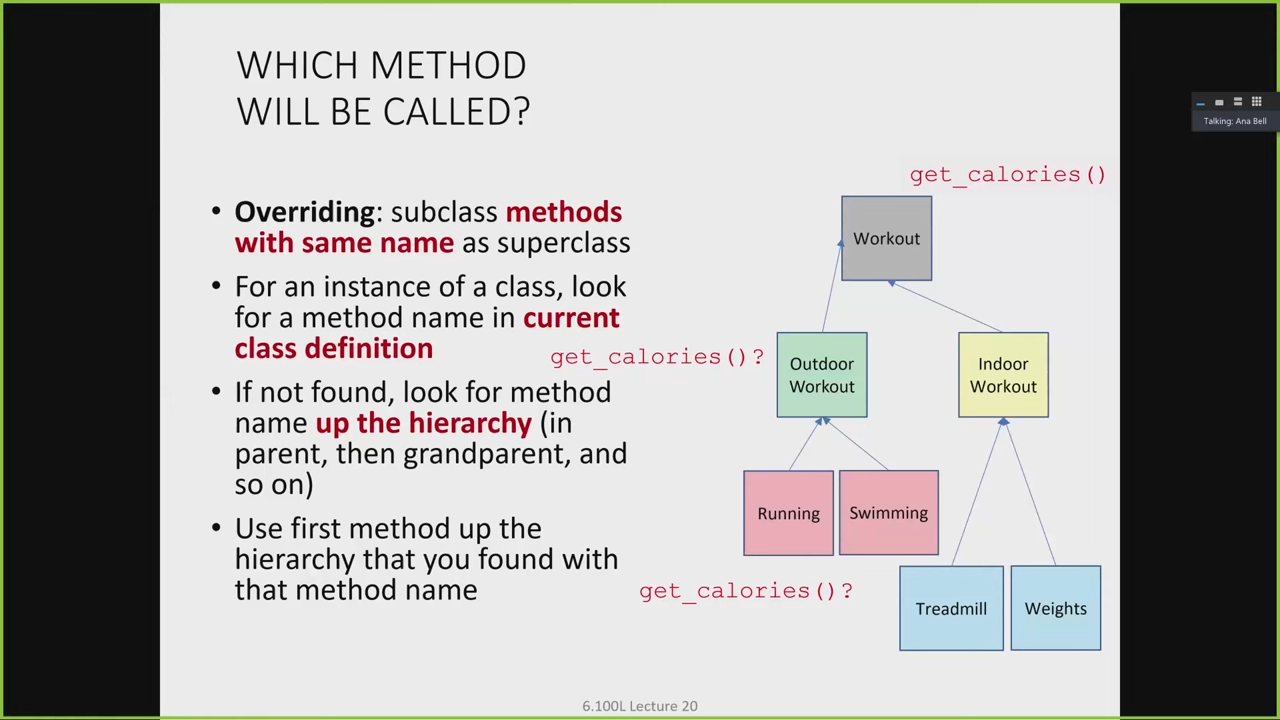 WHICH METHOD
WILL BE CALLED?
• Overriding: subclass methods
with same name as superclass
• For an instance of a class, look
for a method name in current
class definition
• If not found, look for method
name up the hierarchy (in
parent, then grandparent, and
so on)
• Use first method up the
hierarchy that you found with
that method name
get_calories()
Workout
get_calories()?
Outdoor
Workout
Indoor
Workout
Running
Swimming
get_calories()?
Treadmill
Weights
6.100L Lecture 20
Talking: Ana Bell